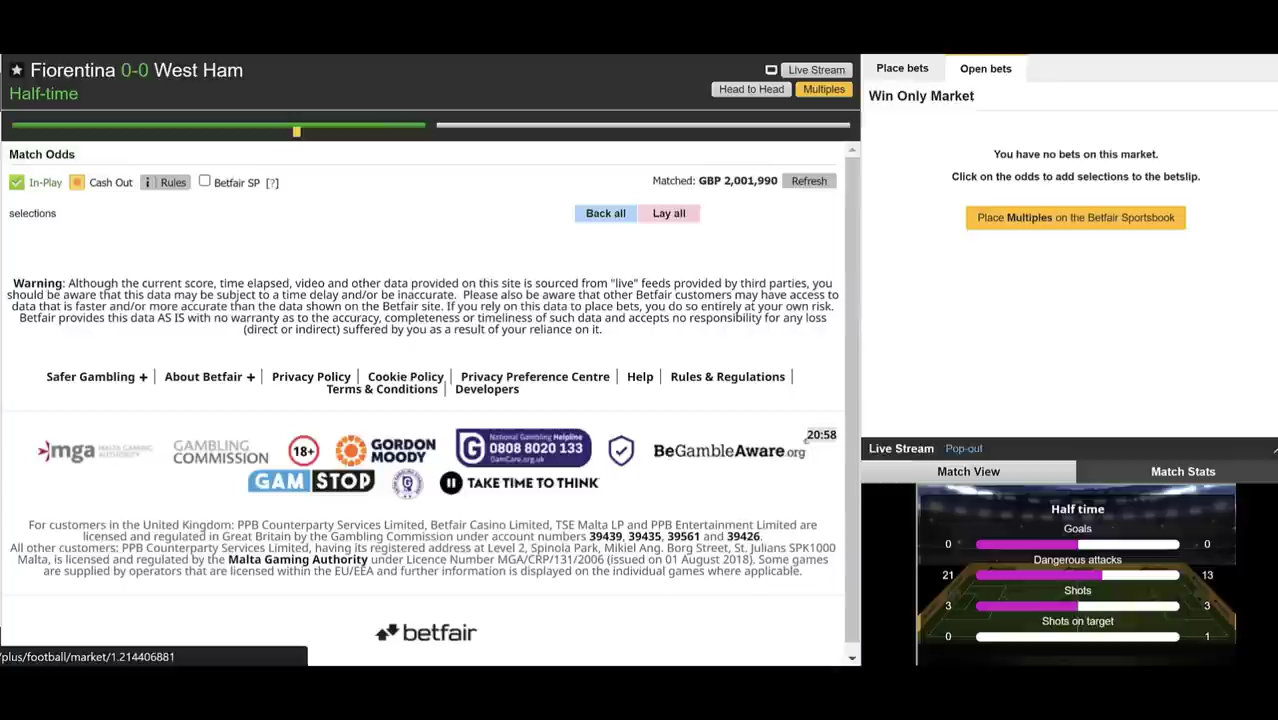 Fiorentina 0-0 West Ham
Half-time
Live Stream
Head to Head
Multiples
Match Odds
In-Play
Cash Out
i Rules
Betfair SP [?]
Matched: GBP 2,001,990
Refresh
selections
Back all
Lay all
Warning: Although the current score, time elapsed, video and other data provided on this site is sourced from "live" feeds provided by third parties, you
should be aware that this data may be subject to a time delay and/or be inaccurate. Please also be aware that other Betfair customers may have access to
data that is faster and/or more accurate than the data shown on the Betfair site. If you rely on this data to place bets, you do so entirely at your own risk.
Betfair provides this data AS IS with no warranty as to the accuracy, completeness or timeliness of such data and accepts no responsibility for any loss
(direct or indirect) suffered by you as a result of your reliance on it.
Safer Gambling + | About Betfair + | Privacy Policy | Cookie Policy | Privacy Preference Centre | Help | Rules & Regulations |
Terms & Conditions | Developers
mga MALTA GAMING AUTHORITY
GAMBLING COMMISSION
18+
GORDON MOODY
National Gambling Helpline
0808 8020 133
GamCare.org.uk
BeGambleAware.org
20:58
GAMSTOP
TAKE TIME TO THINK
For customers in the United Kingdom: PPB Counterparty Services Limited, Betfair Casino Limited, TSE Malta LP and PPB Entertainment Limited are
licensed and regulated in Great Britain by the Gambling Commission under account numbers 39439, 39435, 39561 and 39426.
All other customers: PPB Counterparty Services Limited, having its registered address at Level 2, Spinola Park, Mikiel Ang. Borg Street, St. Julians SPK1000
Malta, is licensed and regulated by the Malta Gaming Authority under Licence Number MGA/CRP/131/2006 (issued on 01 August 2018). Some games
are supplied by operators that are licensed within the EU/EEA and further information is displayed on the individual games where applicable.
betfair
/plus/football/market/1.214406881
Place bets
Open bets
Win Only Market
You have no bets on this market.
Click on the odds to add selections to the betslip.
Place Multiples on the Betfair Sportsbook
Live Stream
Pop-out
Match View
Match Stats
Half time
Goals
0 0
Dangerous attacks
21 13
Shots
3 3
Shots on target
0 1